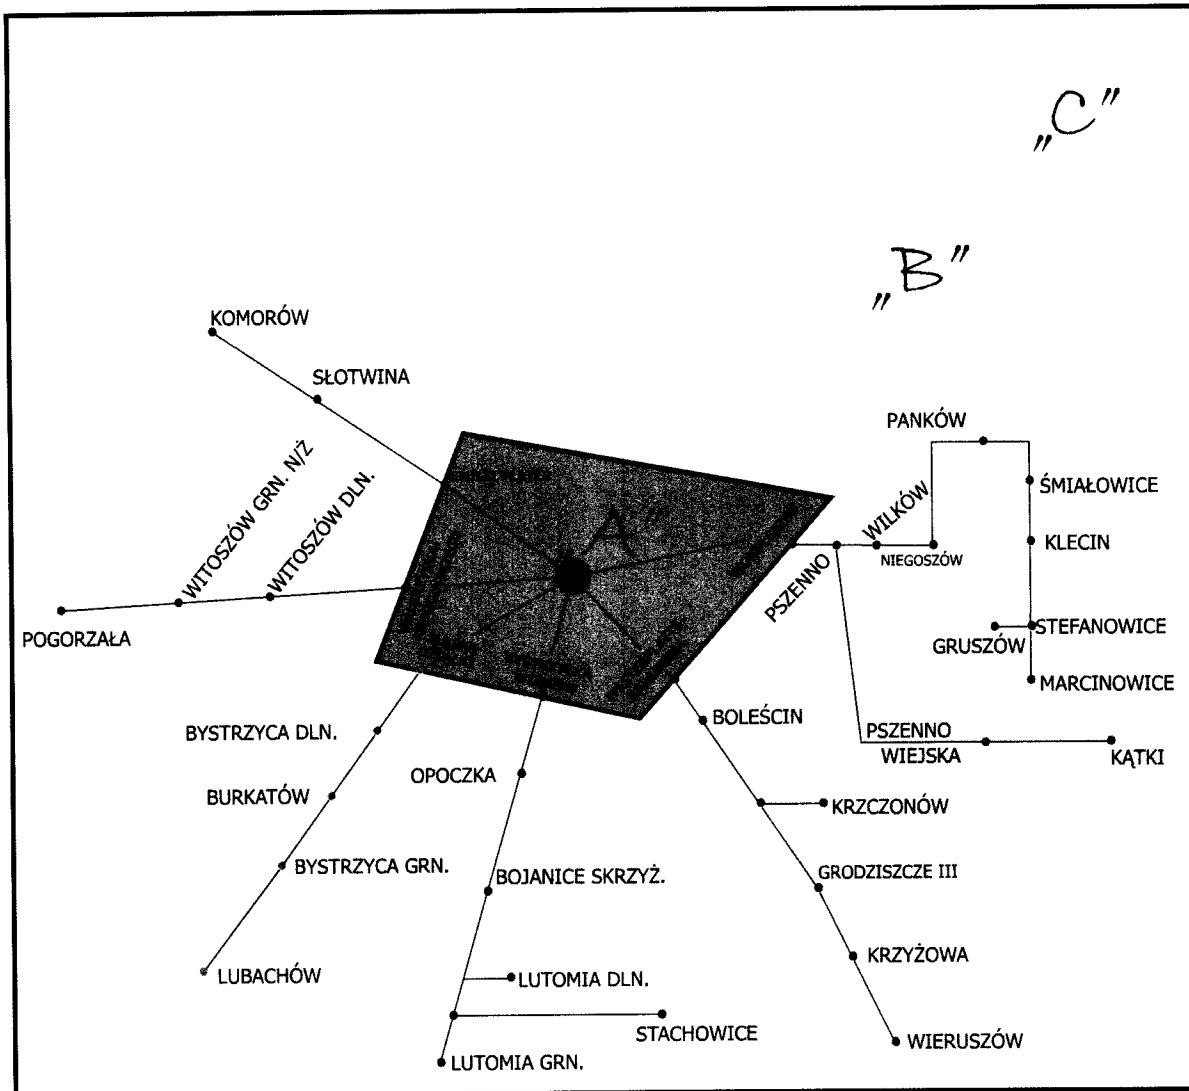 „C”
„B”
KOMORÓW
SŁOTWINA
WITOSZÓW GRN. N/Ż
WITOSZÓW DLN.
POGORZAŁA
„A”
PANKÓW
ŚMIAŁOWICE
WILKÓW
KLECIN
NIEGOSZÓW
PSZENNO
GRUSZÓW
STEFANOWICE
MARCINOWICE
BOLEŚCIN
PSZENNO
WIEJSKA
KĄTKI
BYSTRZYCA DLN.
OPOCZKA
BURKATÓW
KRZCZONÓW
BYSTRZYCA GRN.
BOJANICE SKRZYŻ.
GRODZISZCZE III
KRZYŻOWA
LUBACHÓW
LUTOMIA DLN.
STACHOWICE
WIERUSZÓW
LUTOMIA GRN.